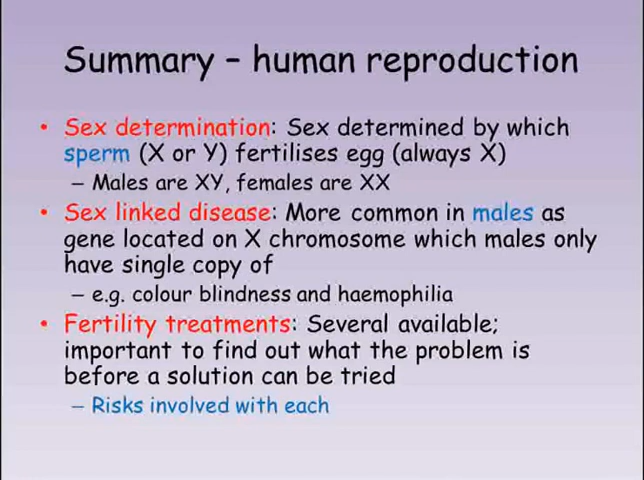 Summary – human reproduction
• Sex determination: Sex determined by which
sperm (X or Y) fertilises egg (always X)
– Males are XY, females are XX
• Sex linked disease: More common in males as
gene located on X chromosome which males only
have single copy of
– e.g. colour blindness and haemophilia
• Fertility treatments: Several available;
important to find out what the problem is
before a solution can be tried
– Risks involved with each